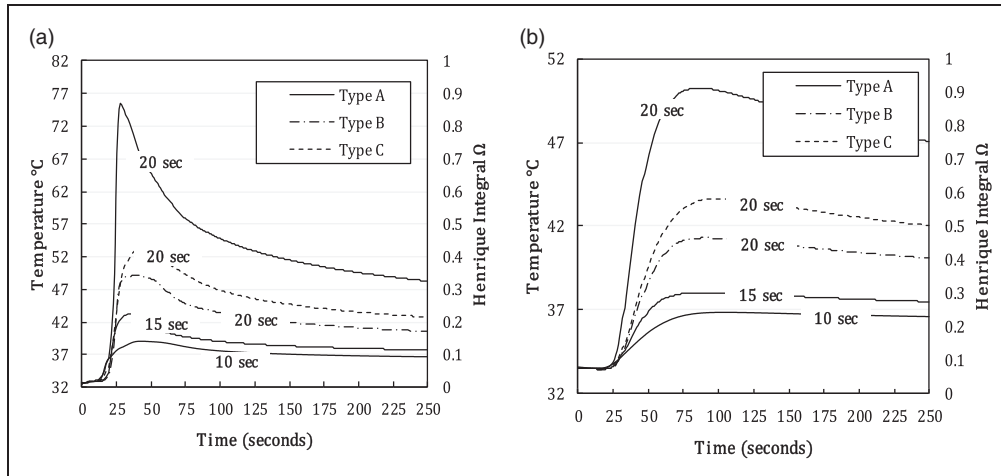 (a)
82
77
72
67
62
57
52
47
42
37
32
Temperature °C
1
0.9
0.8
0.7
0.6
0.5
0.4
0.3
0.2
0.1
0
Henrique Integral Ω
Type A
Type B
Type C
20 sec
20 sec
20 sec
15 sec
10 sec
0 25 50 75 100 125 150 175 200 225 250
Time (seconds)
(b)
52
47
42
37
32
Temperature °C
1
0.9
0.8
0.7
0.6
0.5
0.4
0.3
0.2
0.1
0
Henrique Integral Ω
Type A
Type B
Type C
20 sec
20 sec
20 sec
15 sec
10 sec
0 25 50 75 100 125 150 175 200 225 250
Time (seconds)